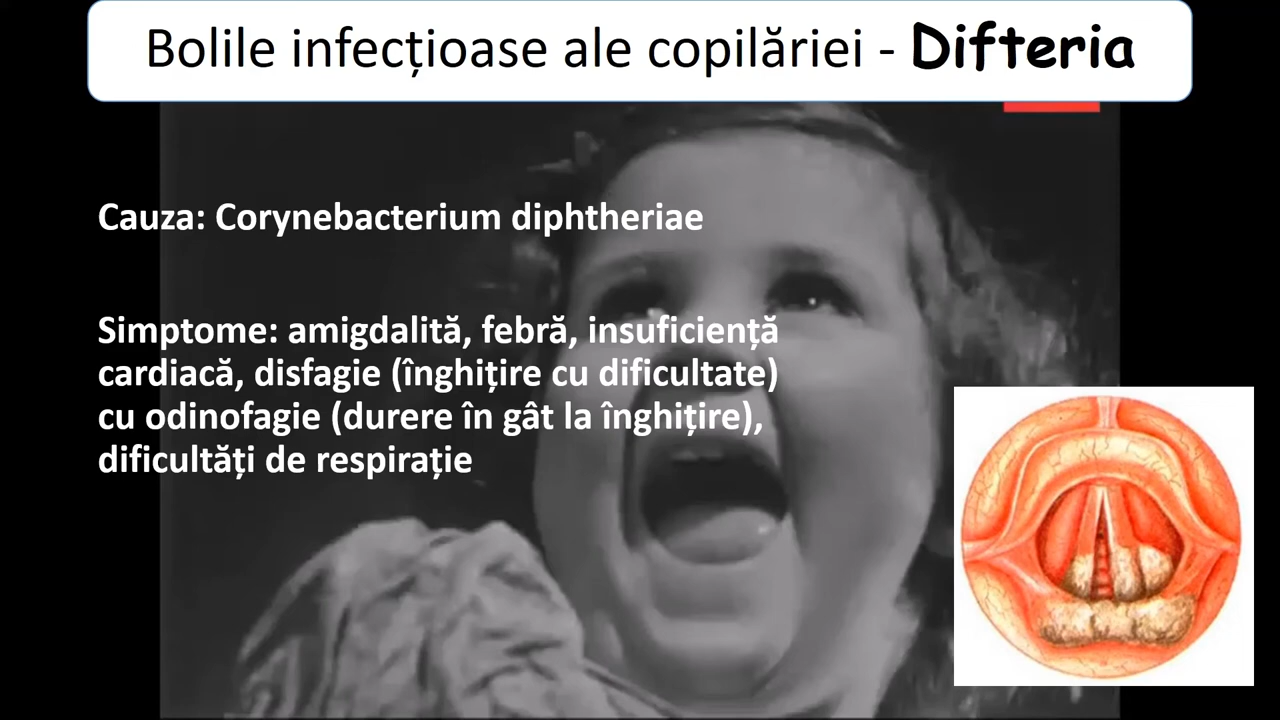 Bolile infecțioase ale copilăriei - Difteria
Cauza: Corynebacterium diphtheriae
Simptome: amigdalită, febră, insuficiență
cardiacă, disfagie (înghițire cu dificultate)
cu odinofagie (durere în gât la înghițire),
dificultăți de respirație